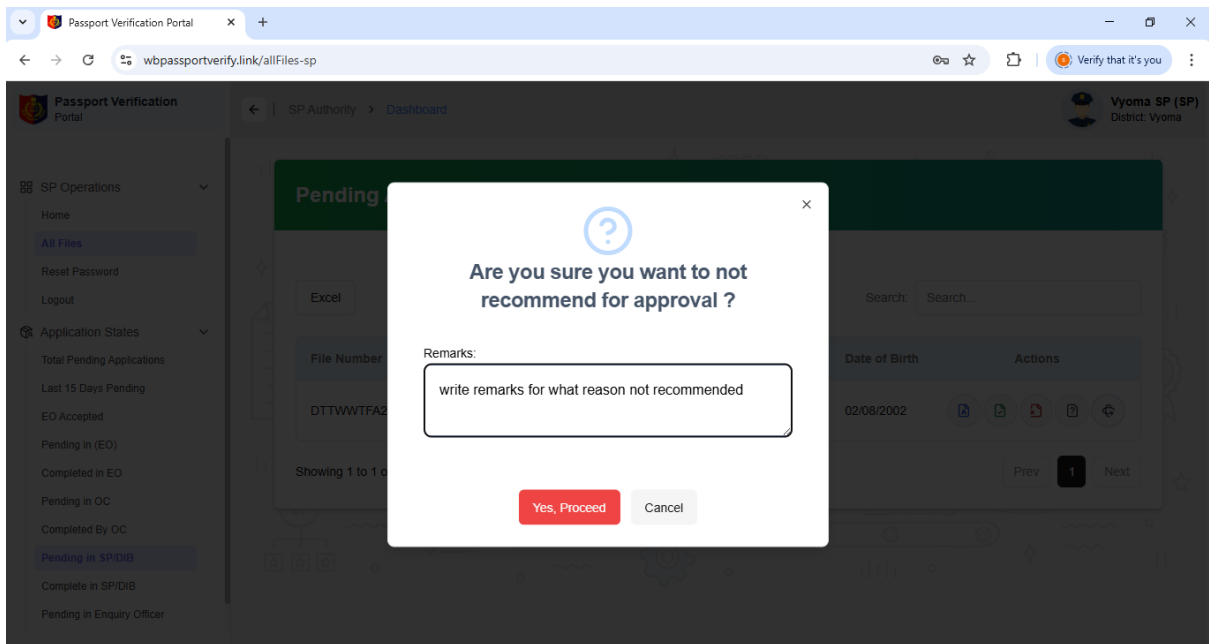 Passport Verification Portal
wbpassportverify.link/allFiles-sp
Verify that it's you
Passport Verification
Portal
SP Authority > Dashboard
Vyoma SP (SP)
District: Vyoma
SP Operations
Home
All Files
Reset Password
Logout
Application States
Total Pending Applications
Last 15 Days Pending
EO Accepted
Pending in (EO)
Completed in EO
Pending in OC
Completed By OC
Pending in SP/DIB
Complete in SP/DIB
Pending in Enquiry Officer
Pending
Excel
Search:
Search...
File Number
Date of Birth
Actions
DTTWWTFA2
02/08/2002
Showing 1 to 1 o
Prev
1
Next
Are you sure you want to not
recommend for approval ?
Remarks:
write remarks for what reason not recommended
Yes, Proceed
Cancel